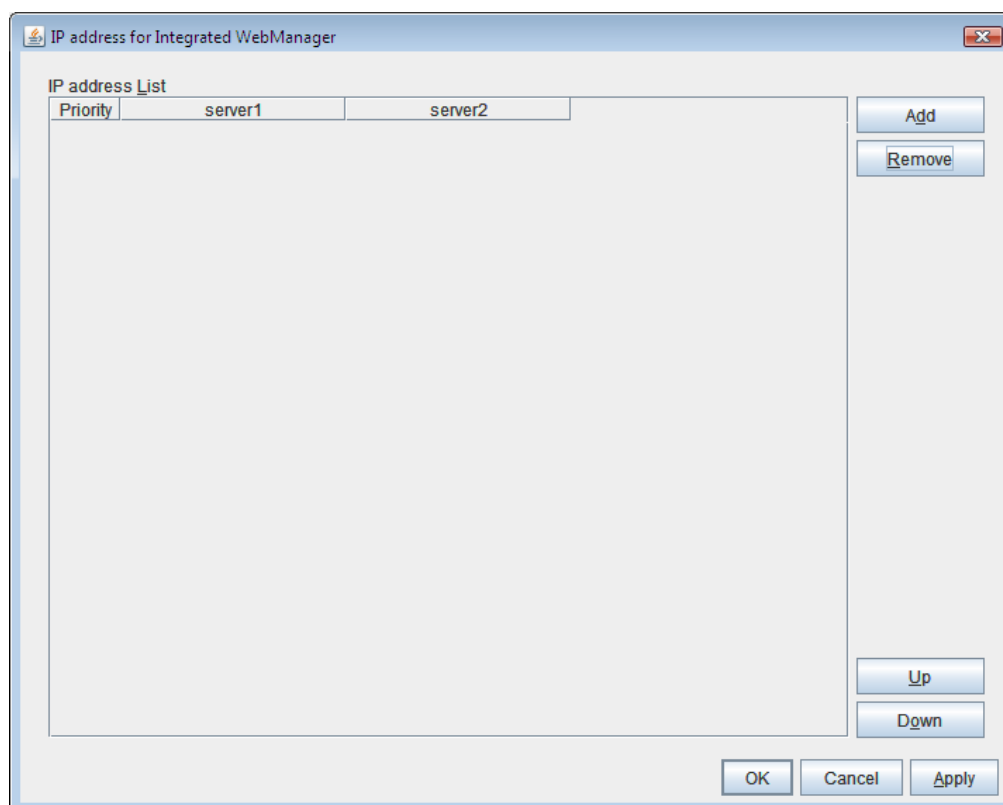 IP address for Integrated WebManager
IP address List
Priority server1 server2
Add
Remove
Up
Down
OK Cancel Apply